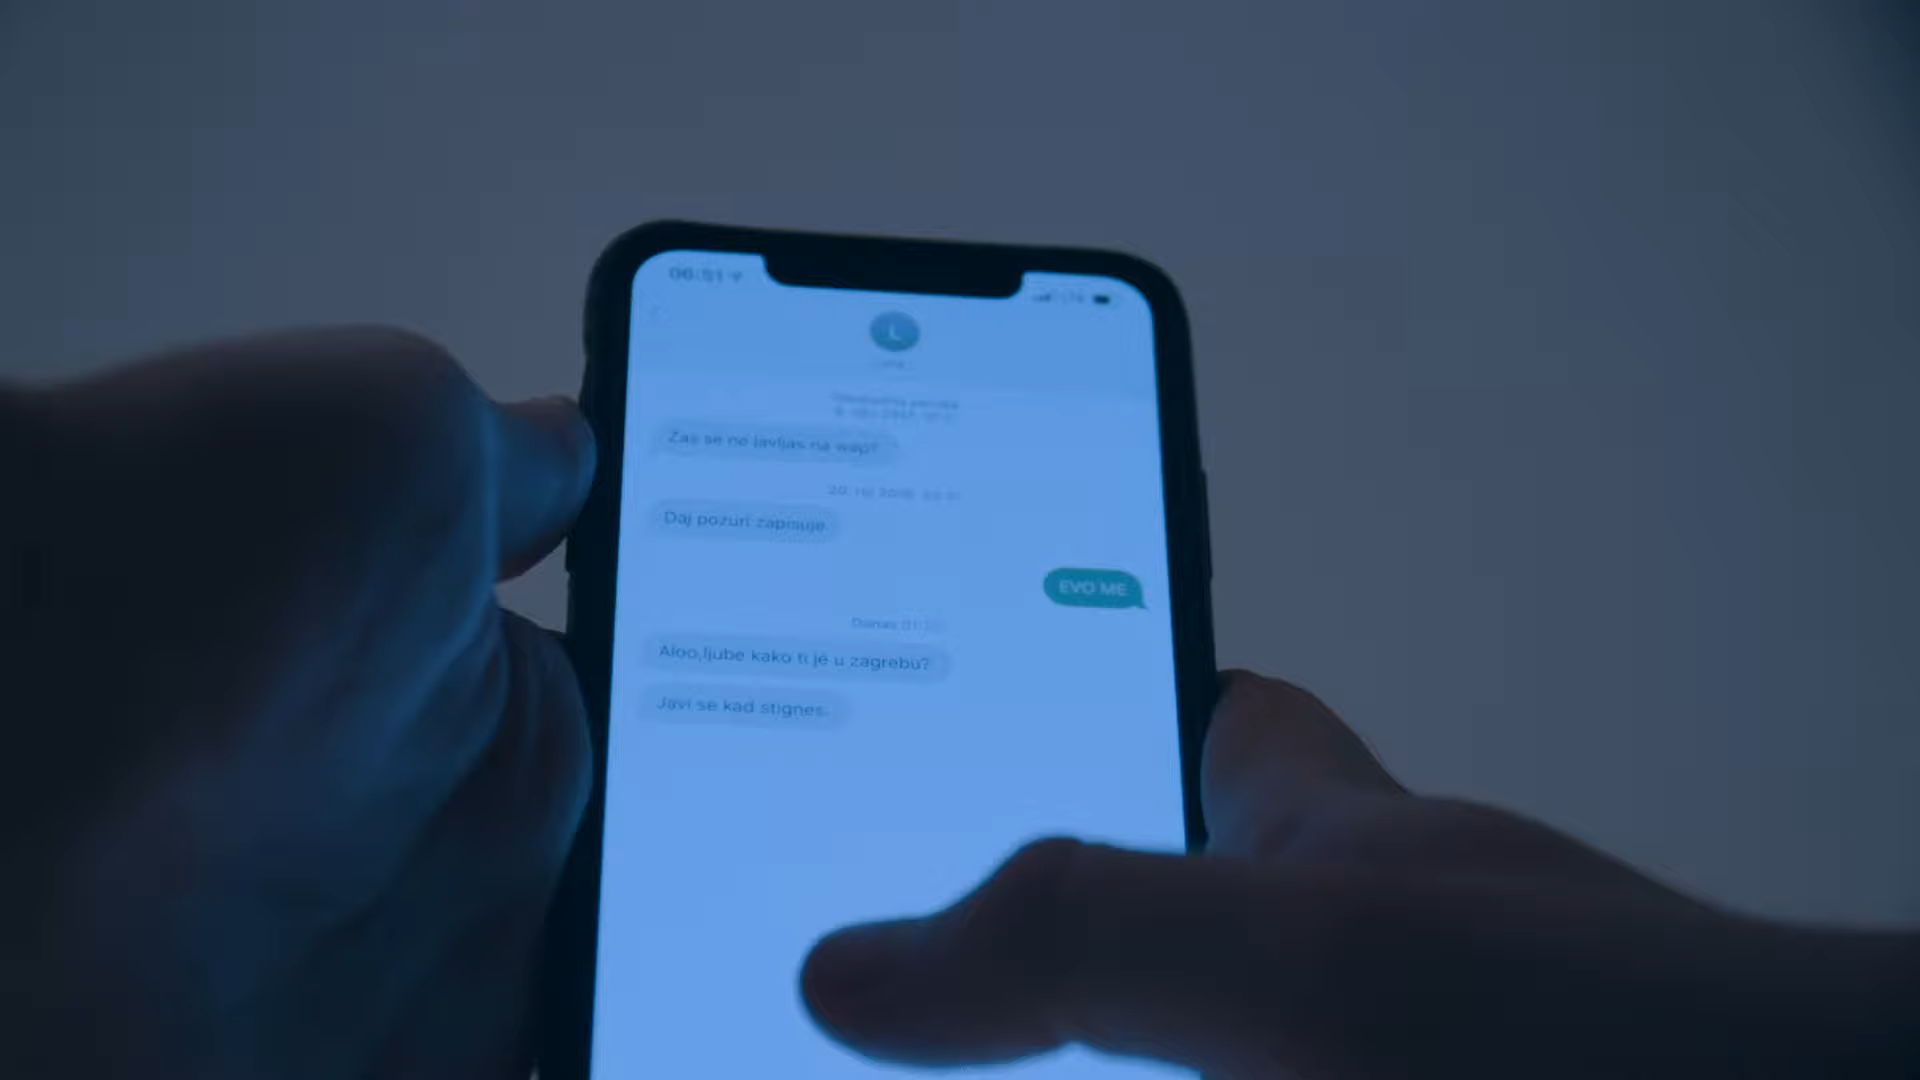 06:51
L
Zas se ne javljas na wap?
20.
Daj pozuri zapisuje.
EVO ME
Danas
Aloo,ljube kako ti je u zagrebu?
Javi se kad stignes.